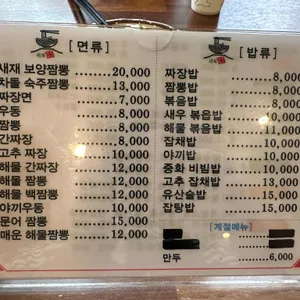 [면류]
새재 보양짬뽕 ........ 20,000
차돌 숙주짬뽕 ........ 13,000
짜장면 ........ 7,000
우동 ........ 8,000
짬뽕 ........ 8,000
간짜장 ........ 8,000
고추 짜장 ........ 10,000
해물 간짜장 ........ 12,000
해물 짬뽕 ........ 12,000
해물 백짬뽕 ........ 12,000
야끼우동 ........ 10,000
문어 짬뽕 ........ 15,000
매운 해물짬뽕 ........ 12,000
[밥류]
짜장밥 ........ 8,000
짬뽕밥 ........ 8,000
볶음밥 ........ 8,000
새우 볶음밥 ........ 10,000
해물 볶음밥 ........ 11,000
잡채밥 ........ 10,000
야끼밥 ........ 10,000
중화 비빔밥 ........ 10,000
고추 잡채밥 ........ 13,000
유산슬밥 ........ 15,000
잡탕밥 ........ 15,000
[계절메뉴]
만두 ........ 6,000